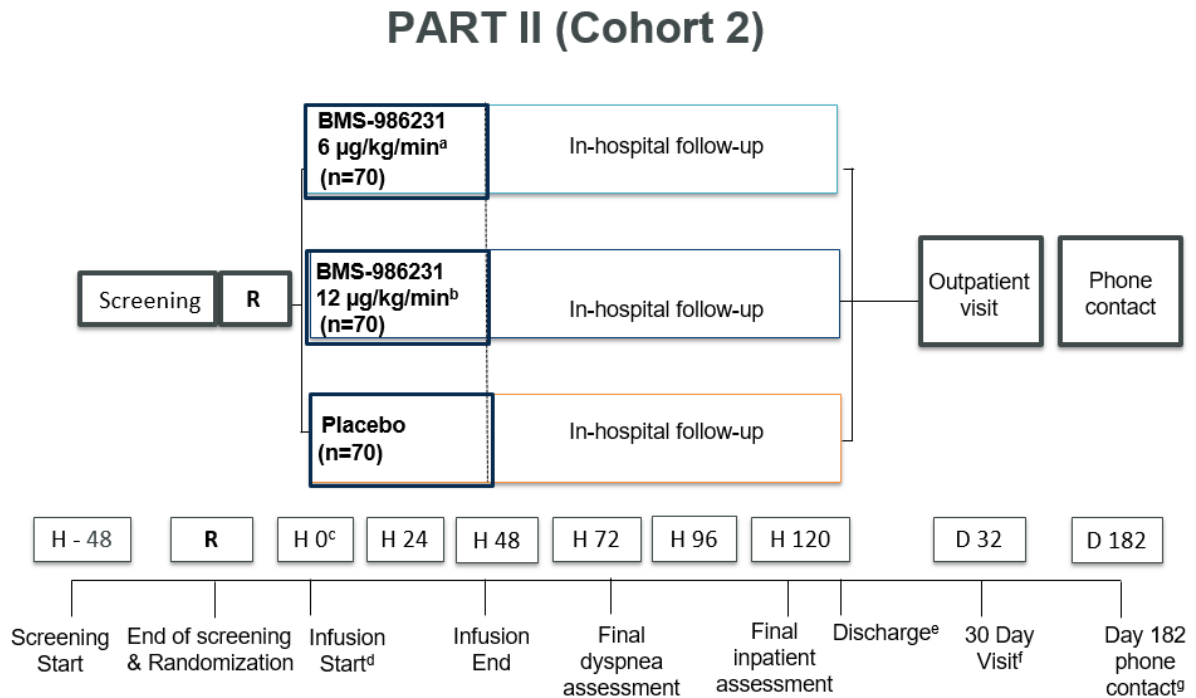 PART II (Cohort 2)
BMS-986231
6 µg/kg/minᵃ
(n=70)
In-hospital follow-up
Screening
R
BMS-986231
12 µg/kg/minᵇ
(n=70)
In-hospital follow-up
Outpatient
visit
Phone
contact
Placebo
(n=70)
In-hospital follow-up
H - 48
R
H 0ᶜ
H 24
H 48
H 72
H 96
H 120
D 32
D 182
Screening
Start
End of screening
& Randomization
Infusion
Startᵈ
Infusion
End
Final
dyspnea
assessment
Final
inpatient
assessment
Dischargeᵉ
30 Day
Visitᶠ
Day 182
phone
contactᵍ